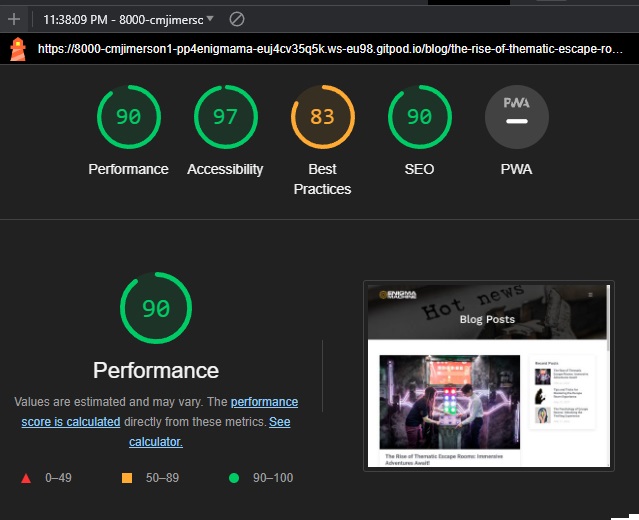 11:38:09 PM - 8000-cmjimersc
https://8000-cmjimerson1-pp4enigmama-euj4cv35q5k.ws-eu98.gitpod.io/blog/the-rise-of-thematic-escape-ro…
90
97
83
90
PWA
Performance
Accessibility
Best
Practices
SEO
PWA
90
Performance
Values are estimated and may vary. The performance
score is calculated directly from these metrics. See
calculator.
0–49
50–89
90–100
ENIGMA
MACHINE
Hot news
Blog Posts
Recent Posts
The Rise of Thematic Escape Rooms: Immersive
Adventures Await!